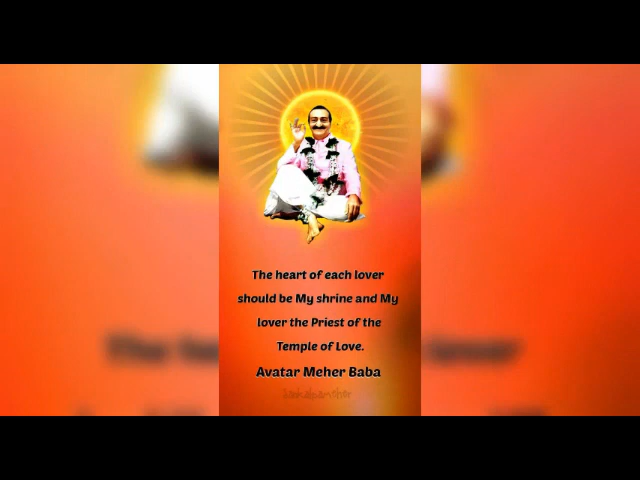 The heart of each lover
should be My shrine and My
lover the Priest of the
Temple of Love.
Avatar Meher Baba